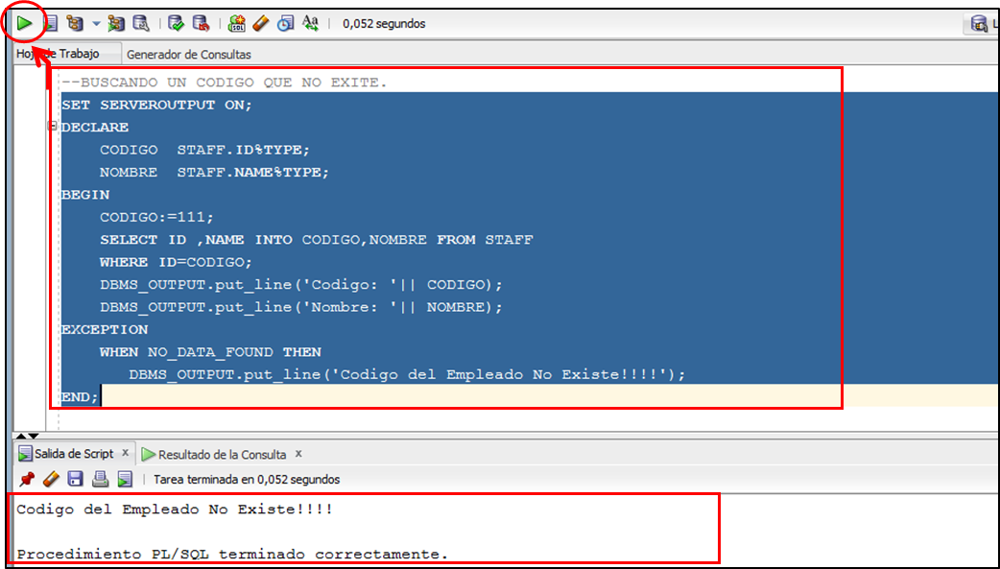 0,052 segundos
Hoja de Trabajo
Generador de Consultas
--BUSCANDO UN CODIGO QUE NO EXITE.
SET SERVEROUTPUT ON;
DECLARE
CODIGO STAFF.ID%TYPE;
NOMBRE STAFF.NAME%TYPE;
BEGIN
CODIGO:=111;
SELECT ID ,NAME INTO CODIGO,NOMBRE FROM STAFF
WHERE ID=CODIGO;
DBMS_OUTPUT.put_line('Codigo: '|| CODIGO);
DBMS_OUTPUT.put_line('Nombre: '|| NOMBRE);
EXCEPTION
WHEN NO_DATA_FOUND THEN
DBMS_OUTPUT.put_line('Codigo del Empleado No Existe!!!!');
END;
Salida de Script x
Resultado de la Consulta x
Tarea terminada en 0,052 segundos
Codigo del Empleado No Existe!!!!
Procedimiento PL/SQL terminado correctamente.